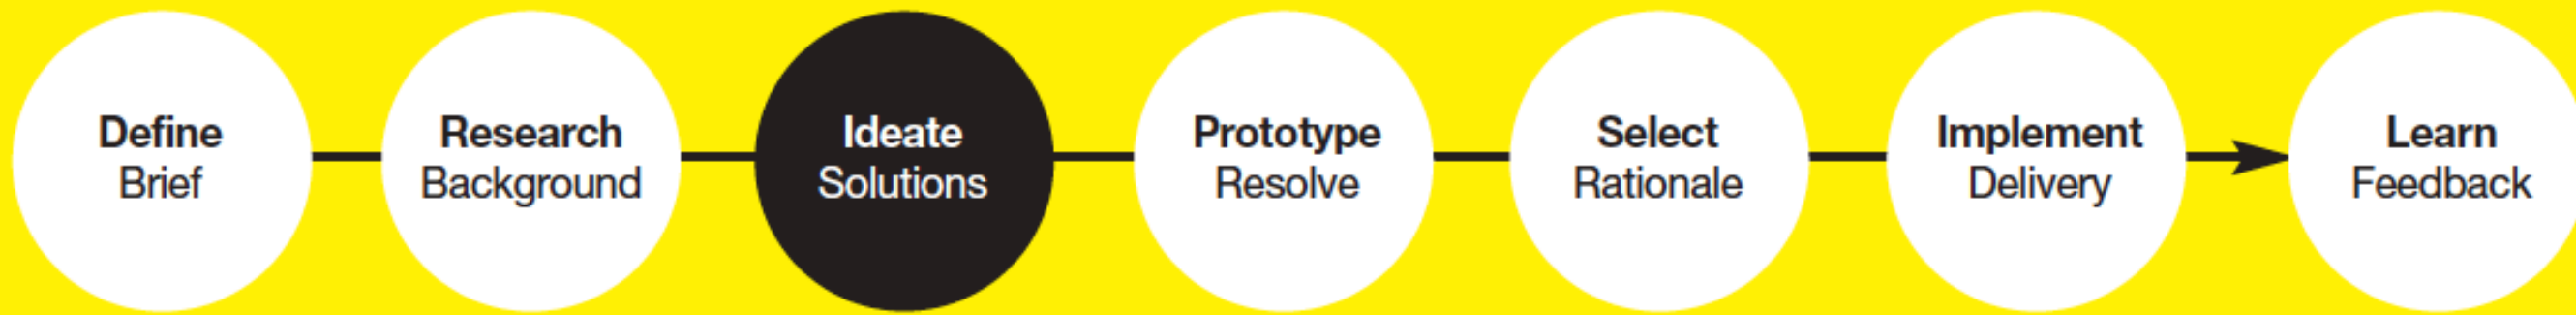 Define
Brief
Research
Background
Ideate
Solutions
Prototype
Resolve
Select
Rationale
Implement
Delivery
Learn
Feedback